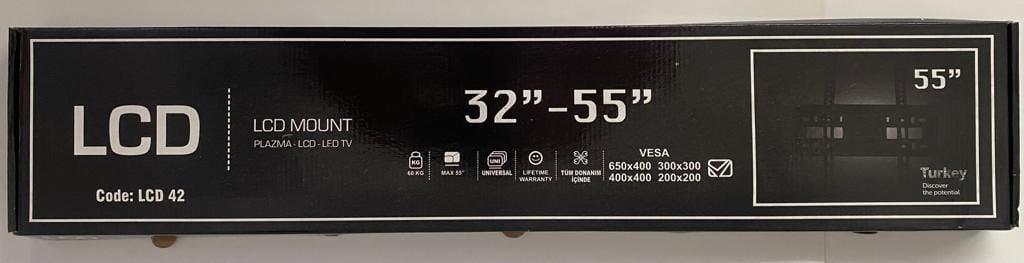 LCD
Code: LCD 42
LCD MOUNT
PLAZMA - LCD - LED TV
32”-55”
KG
60 KG
MAX 55"
UNI
UNIVERSAL
LIFETIME
WARRANTY
TÜM DONANIM
İÇİNDE
VESA
650x400 300x300
400x400 200x200
55”
Turkey
Discover
the potential